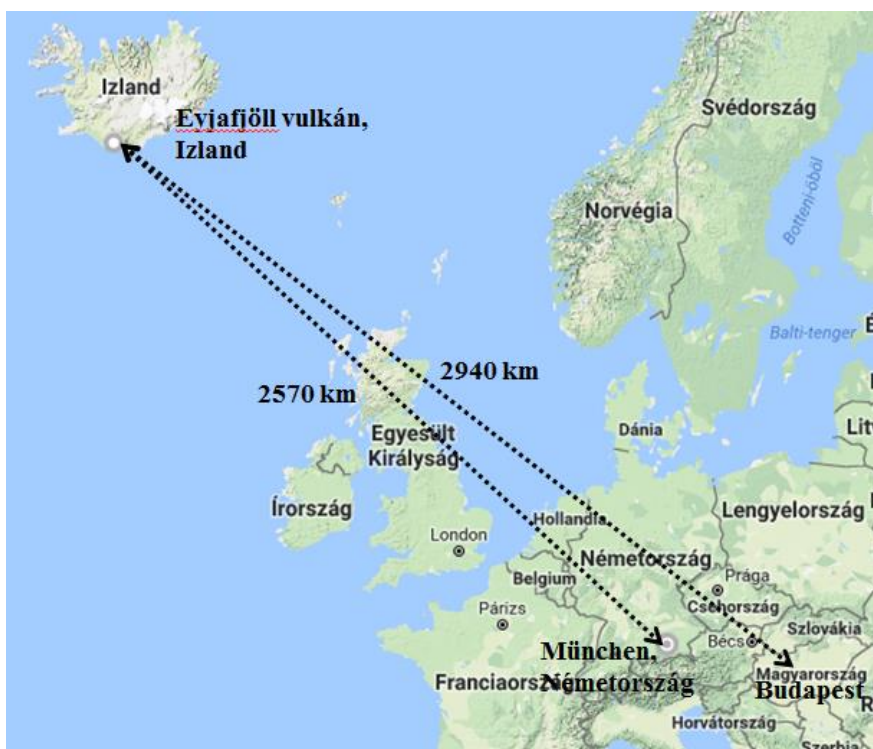 Izland
Eyjafjöll vulkán,
Izland
Svédország
Norvégia
Botteni-öböl
Balti-tenger
É
2940 km
2570 km
Egyesült
Királyság
Dánia
Litv
Írország
Hollandia
Lengyelország
London
Németország
Belgium
Prága
Csehország
Párizs
Szlovákia
Bécs
München,
Németország
Magyarország
Franciaország
Budapest
R
Horvátország
Szerbia